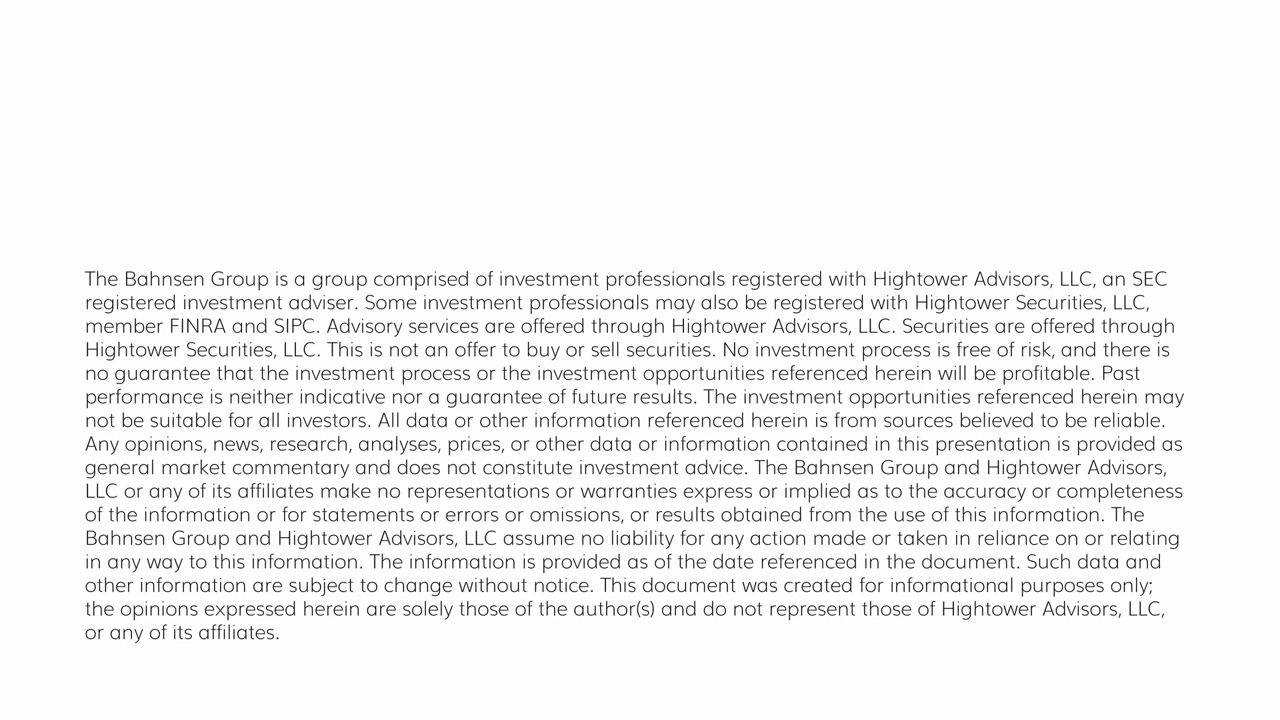 The Bahnsen Group is a group comprised of investment professionals registered with Hightower Advisors, LLC, an SEC
registered investment adviser. Some investment professionals may also be registered with Hightower Securities, LLC,
member FINRA and SIPC. Advisory services are offered through Hightower Advisors, LLC. Securities are offered through
Hightower Securities, LLC. This is not an offer to buy or sell securities. No investment process is free of risk, and there is
no guarantee that the investment process or the investment opportunities referenced herein will be profitable. Past
performance is neither indicative nor a guarantee of future results. The investment opportunities referenced herein may
not be suitable for all investors. All data or other information referenced herein is from sources believed to be reliable.
Any opinions, news, research, analyses, prices, or other data or information contained in this presentation is provided as
general market commentary and does not constitute investment advice. The Bahnsen Group and Hightower Advisors,
LLC or any of its affiliates make no representations or warranties express or implied as to the accuracy or completeness
of the information or for statements or errors or omissions, or results obtained from the use of this information. The
Bahnsen Group and Hightower Advisors, LLC assume no liability for any action made or taken in reliance on or relating
in any way to this information. The information is provided as of the date referenced in the document. Such data and
other information are subject to change without notice. This document was created for informational purposes only;
the opinions expressed herein are solely those of the author(s) and do not represent those of Hightower Advisors, LLC,
or any of its affiliates.